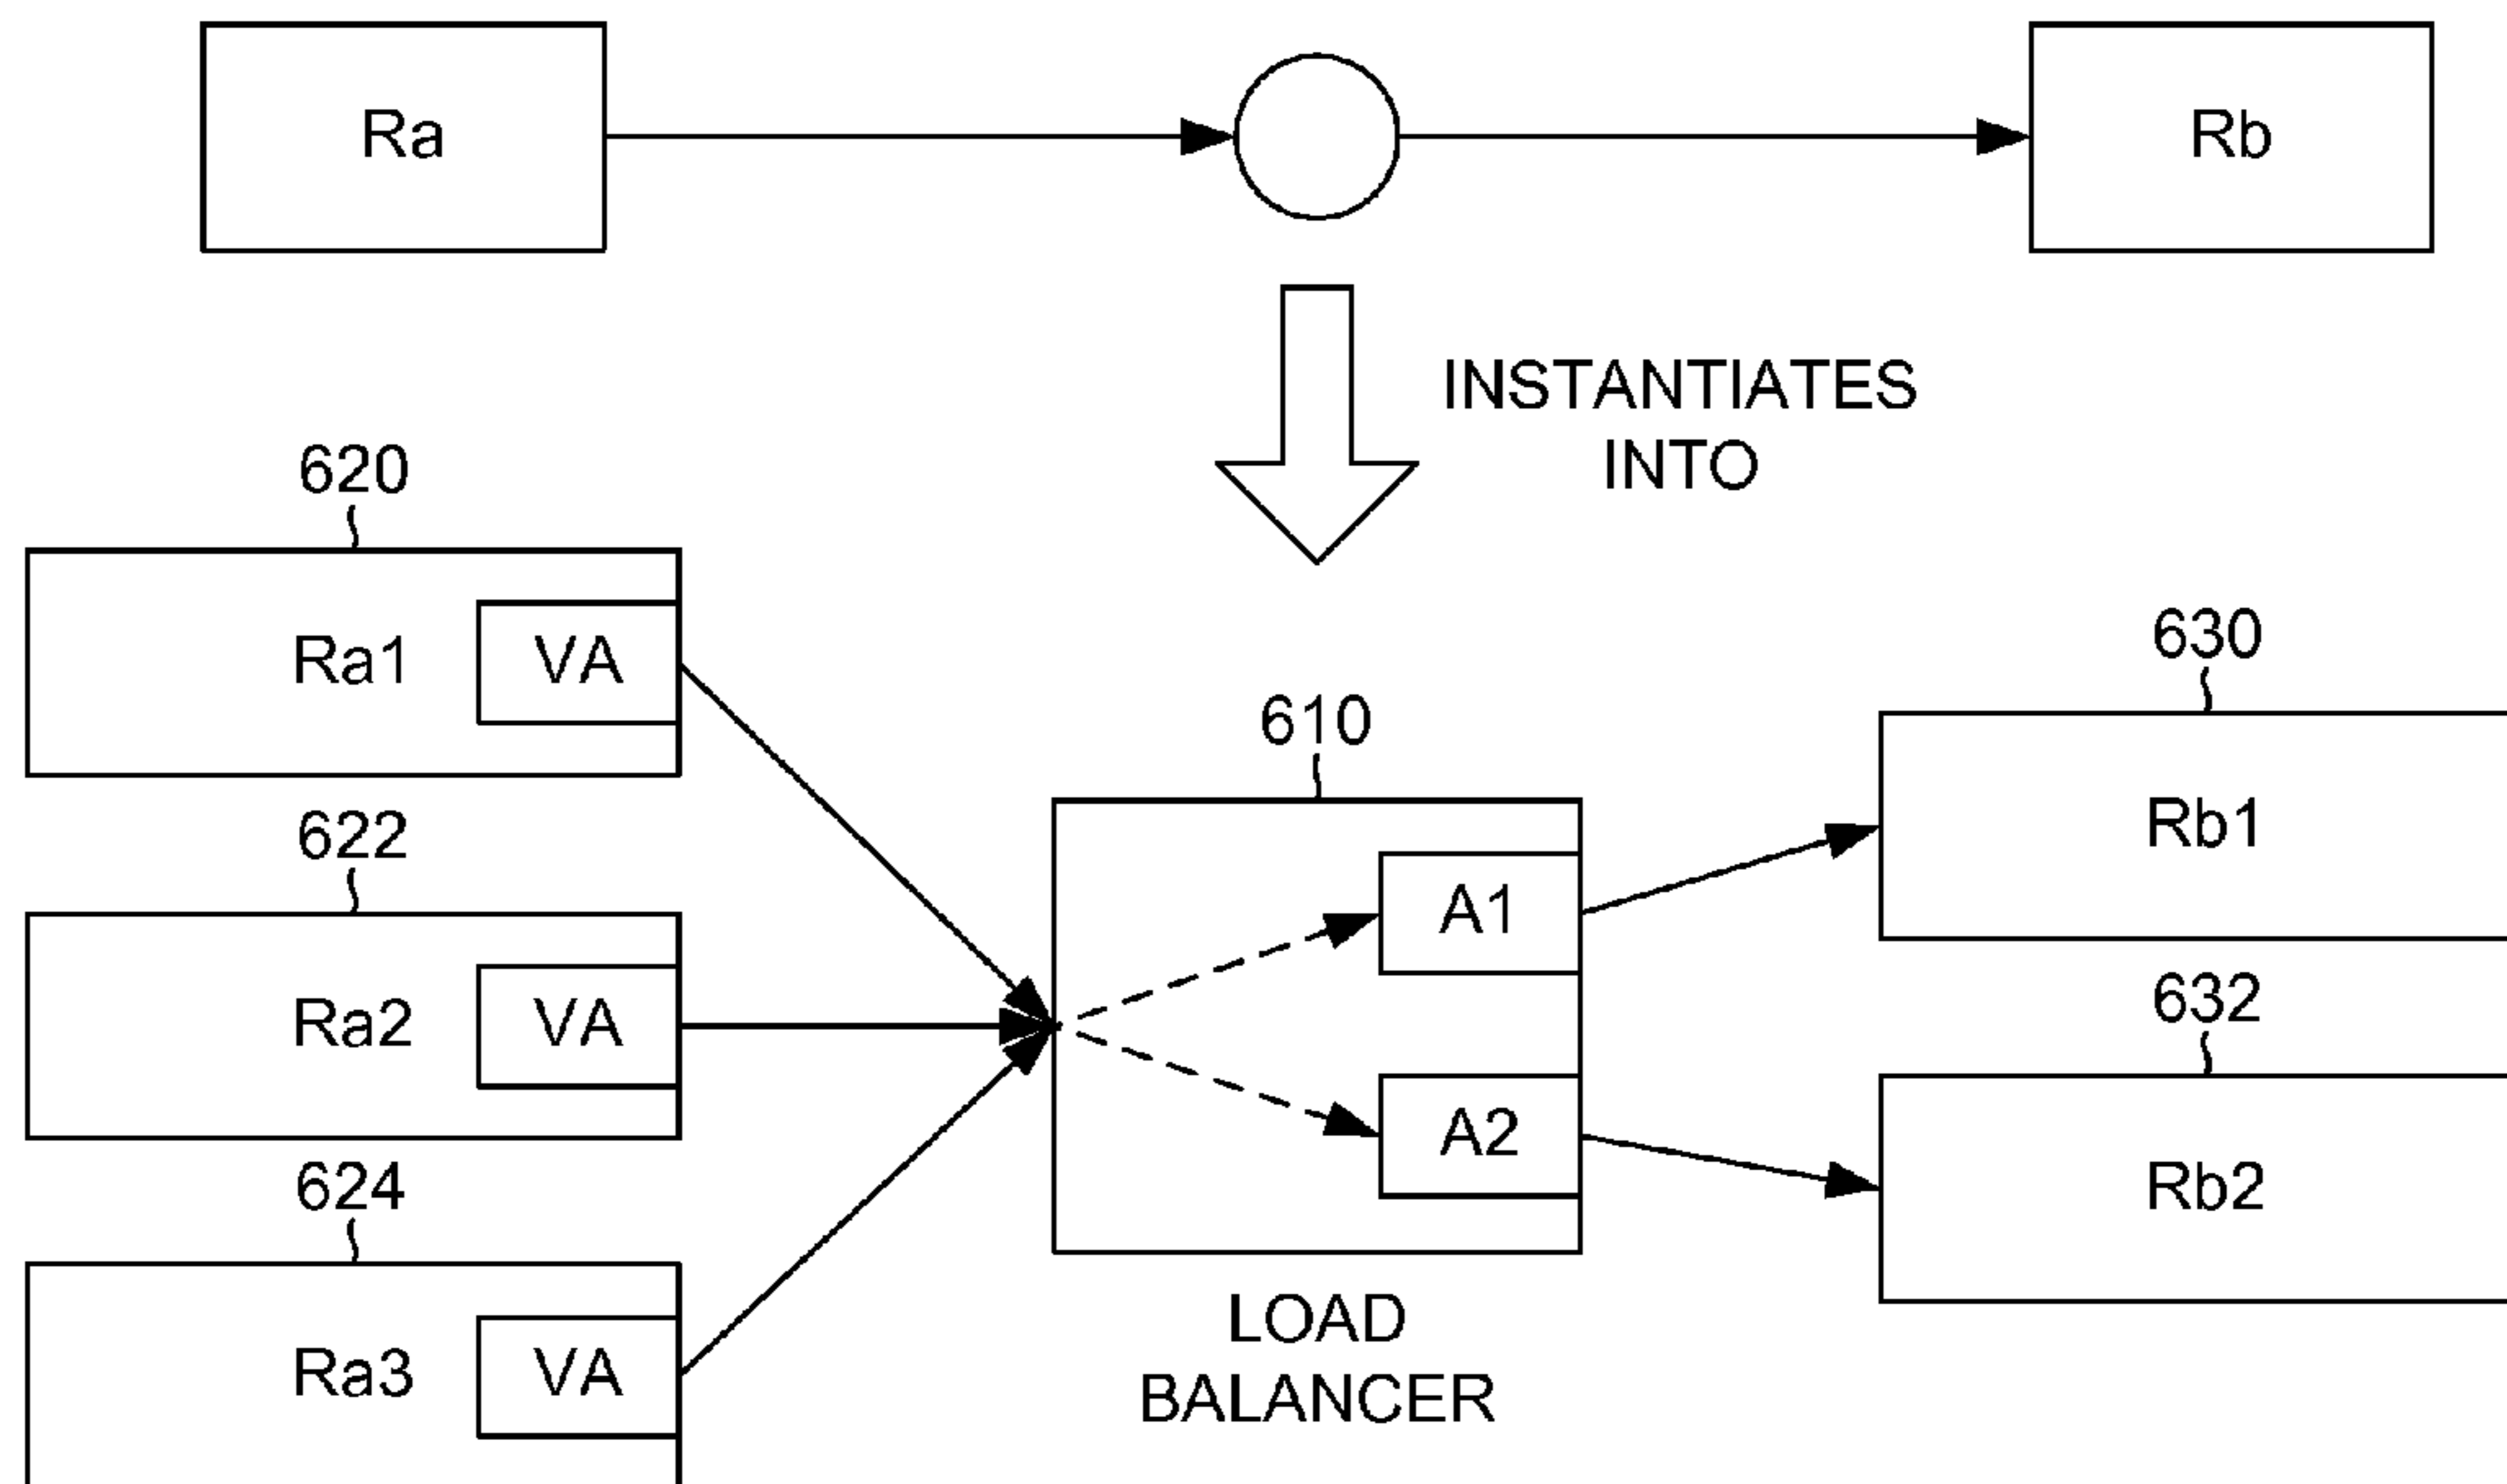 Ra
Rb
INSTANTIATES
INTO
620
Ra1
VA
630
610
Rb1
622
A1
Ra2
VA
632
A2
Rb2
624
Ra3
VA
LOAD
BALANCER